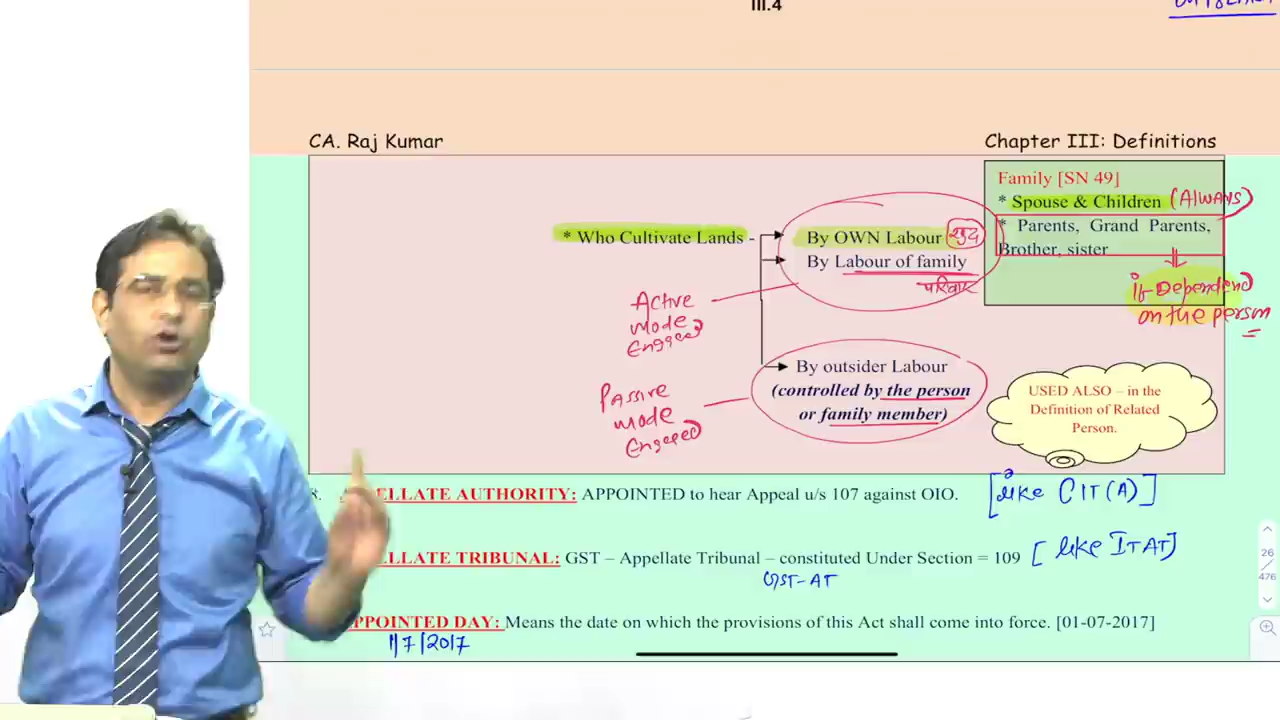 III.4
CA. Raj Kumar
Chapter III: Definitions
Family [SN 49]
* Spouse & Children (Always)
* Parents, Grand Parents,
Brother, sister
if Dependend
on the person
* Who Cultivate Lands -
By OWN Labour खुद
By Labour of family
परिवार
Active
mode
Engaged
By outsider Labour
(controlled by the person
or family member)
Passive
mode
Engaged
USED ALSO – in the
Definition of Related
Person.
8. ELLATE AUTHORITY: APPOINTED to hear Appeal u/s 107 against OIO. [like CIT(A)]
ELLATE TRIBUNAL: GST – Appellate Tribunal – constituted Under Section = 109 [like ITAT]
GST-AT
PPOINTED DAY: Means the date on which the provisions of this Act shall come into force. [01-07-2017]
1/7/2017
26
476